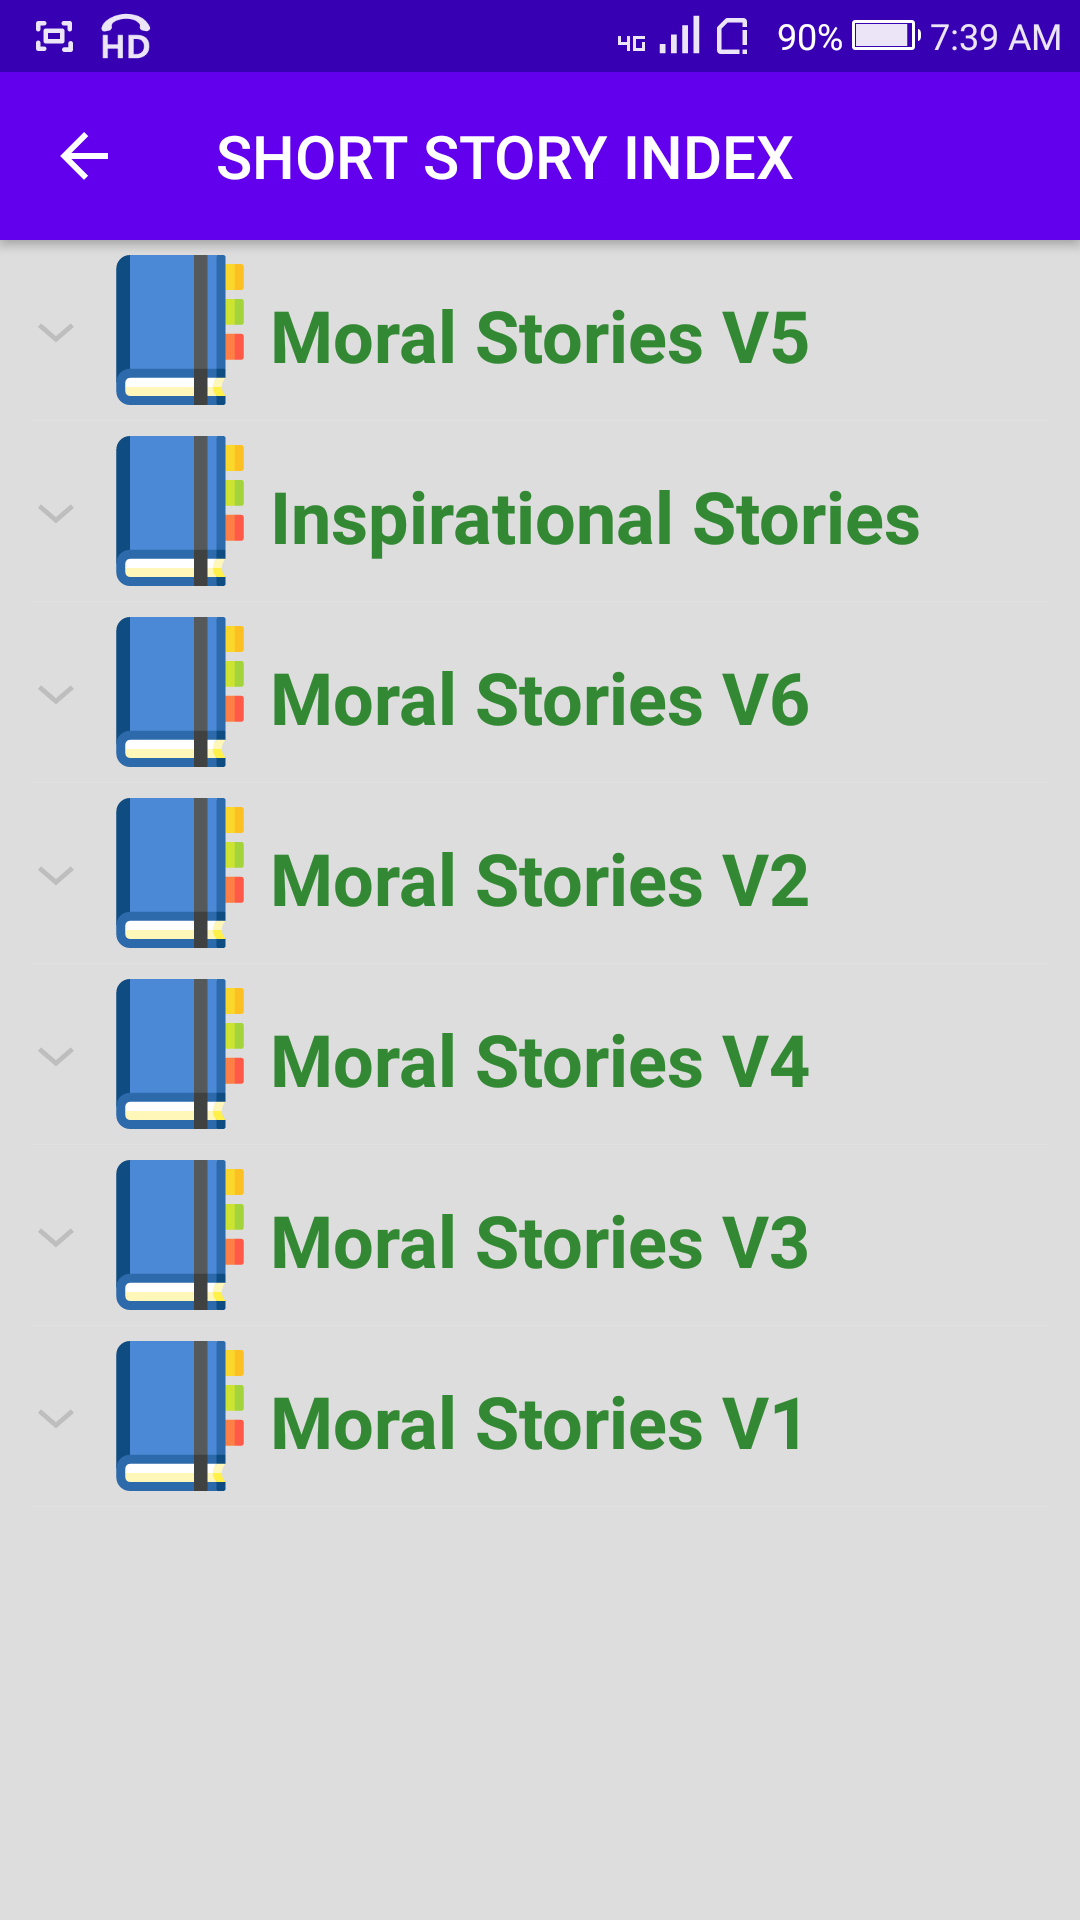 HD 4G 90% 7:39 AM
SHORT STORY INDEX
Moral Stories V5
Inspirational Stories
Moral Stories V6
Moral Stories V2
Moral Stories V4
Moral Stories V3
Moral Stories V1